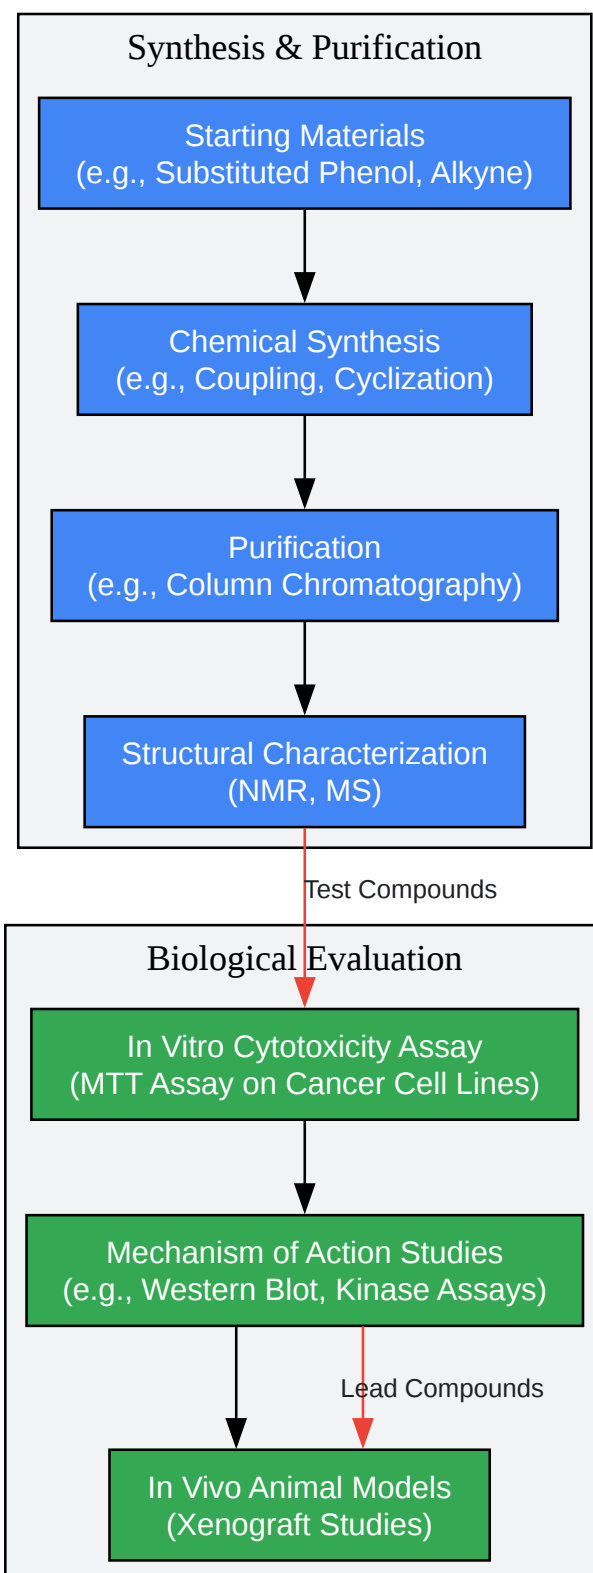 Synthesis & Purification
Starting Materials
(e.g., Substituted Phenol, Alkyne)
Chemical Synthesis
(e.g., Coupling, Cyclization)
Purification
(e.g., Column Chromatography)
Structural Characterization
(NMR, MS)
Test Compounds
Biological Evaluation
In Vitro Cytotoxicity Assay
(MTT Assay on Cancer Cell Lines)
Mechanism of Action Studies
(e.g., Western Blot, Kinase Assays)
Lead Compounds
In Vivo Animal Models
(Xenograft Studies)